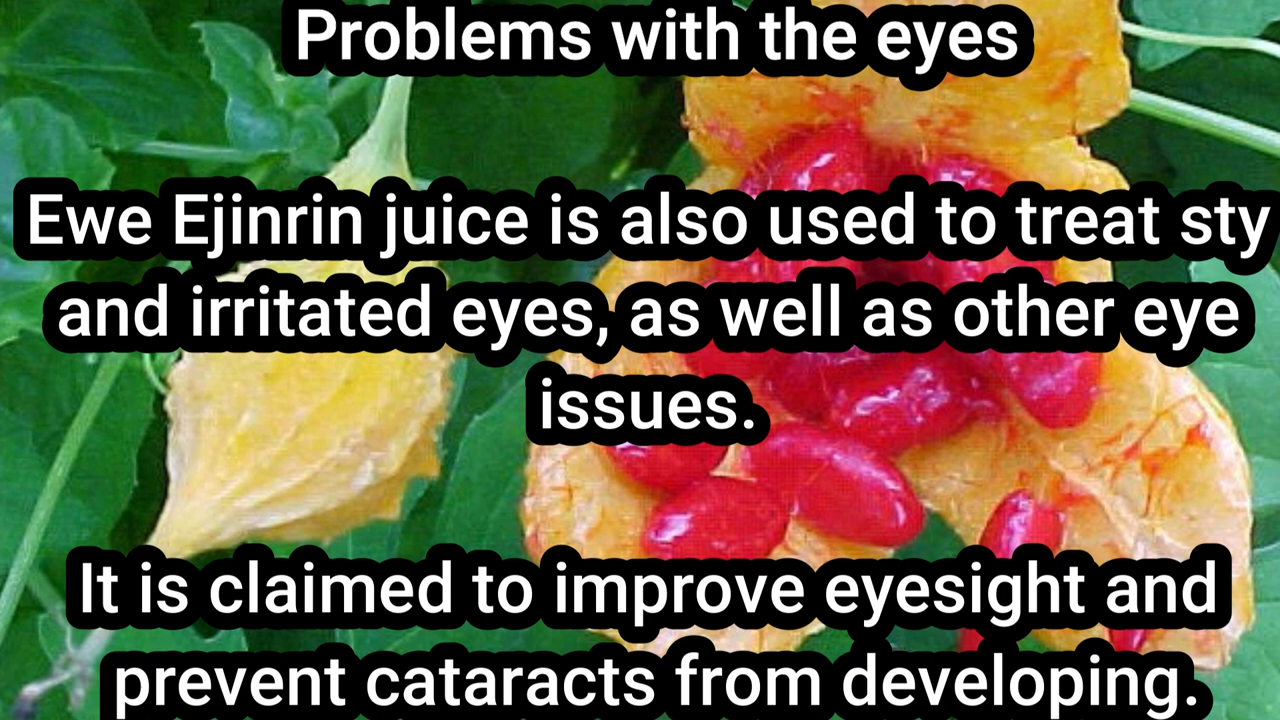 Problems with the eyes
Ewe Ejinrin juice is also used to treat sty
and irritated eyes, as well as other eye
issues.
It is claimed to improve eyesight and
prevent cataracts from developing.